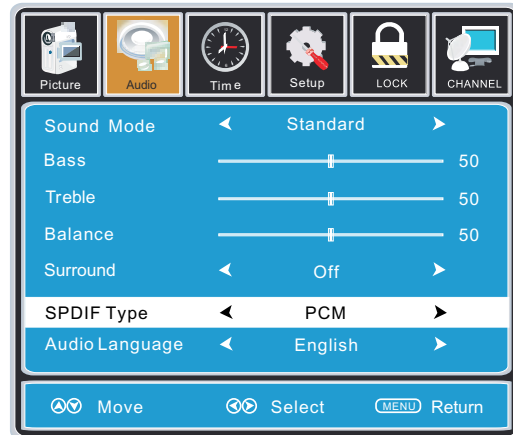 Picture Audio Time Setup LOCK CHANNEL
Sound Mode Standard
Bass 50
Treble 50
Balance 50
Surround Off
SPDIF Type PCM
Audio Language English
Move Select MENU Return